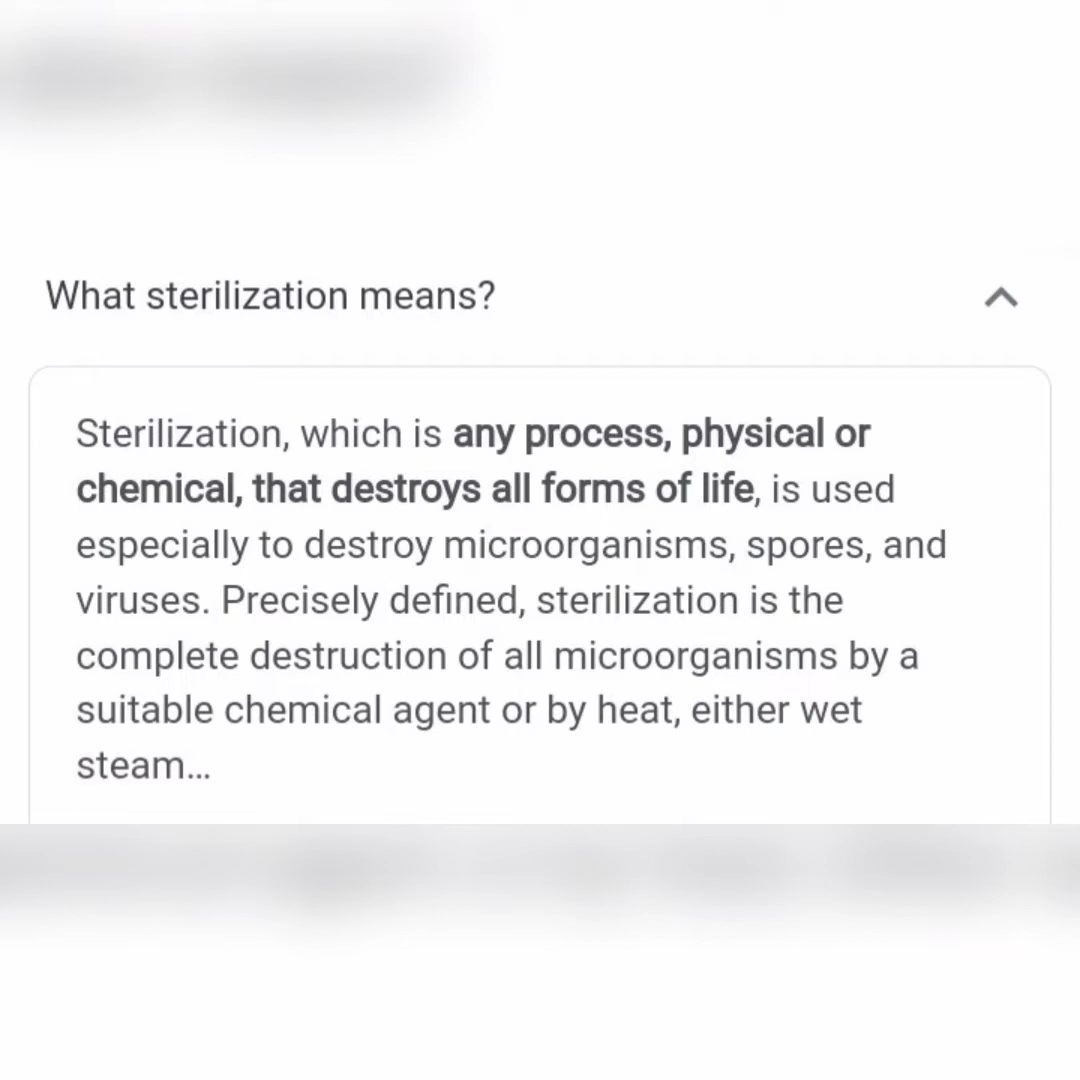 What sterilization means?
Sterilization, which is any process, physical or
chemical, that destroys all forms of life, is used
especially to destroy microorganisms, spores, and
viruses. Precisely defined, sterilization is the
complete destruction of all microorganisms by a
suitable chemical agent or by heat, either wet
steam...